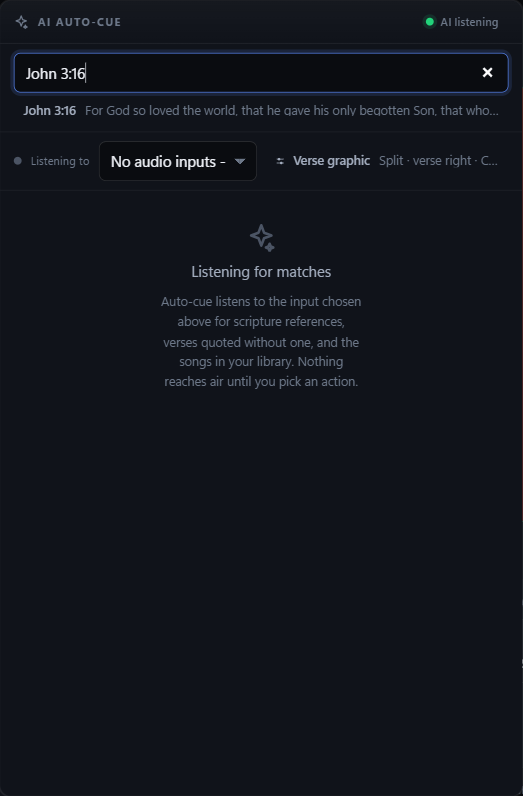 AI AUTO-CUE
AI listening
John 3:16
John 3:16 For God so loved the world, that he gave his only begotten Son, that who...
Listening to
No audio inputs -
Verse graphic Split · verse right · C...
Listening for matches
Auto-cue listens to the input chosen
above for scripture references,
verses quoted without one, and the
songs in your library. Nothing
reaches air until you pick an action.